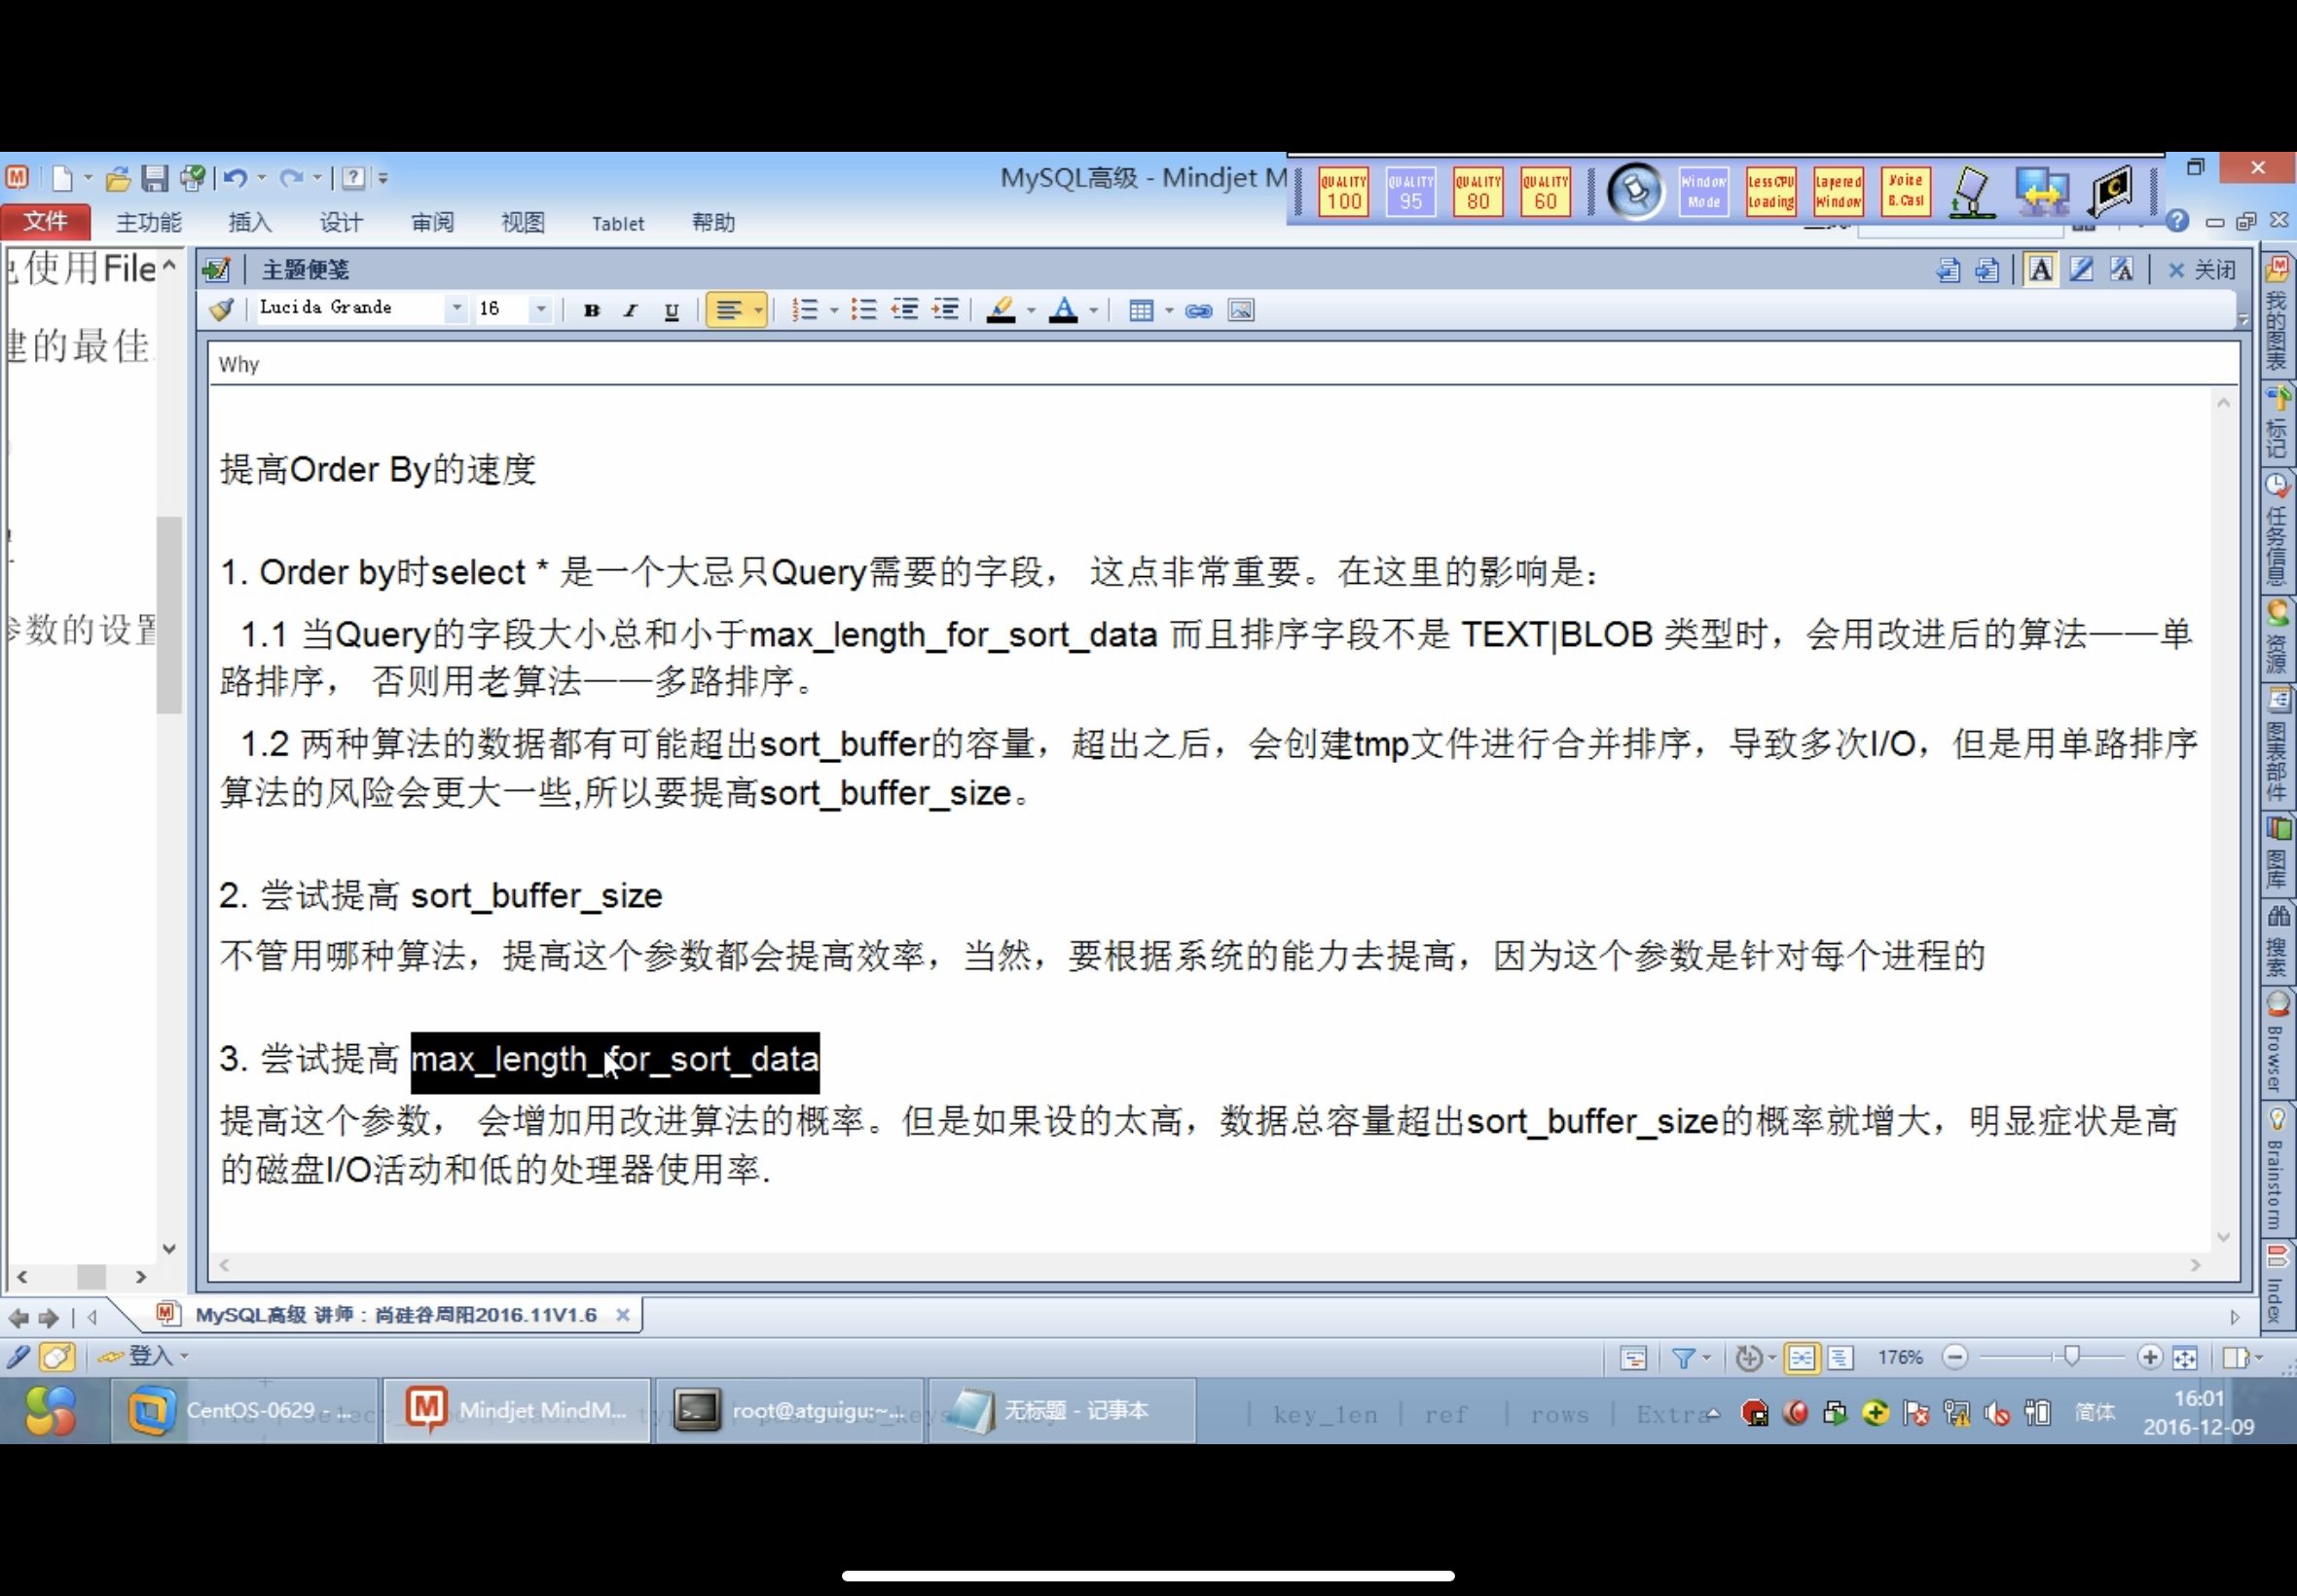 MySQL高级 - Mindjet M
QUALITY 100
QUALITY 95
QUALITY 80
QUALITY 60
Window Mode
Less CPU Loading
Layered Window
文件 主功能 插入 设计 审阅 视图 Tablet 帮助
使用File
主题便笺
关闭
Lucida Grande 16 B I U
建的最佳
Why
提高Order By的速度
1. Order by时select * 是一个大忌只Query需要的字段， 这点非常重要。在这里的影响是：
1.1 当Query的字段大小总和小于max_length_for_sort_data 而且排序字段不是 TEXT|BLOB 类型时，会用改进后的算法——单
路排序， 否则用老算法——多路排序。
数的设置
1.2 两种算法的数据都有可能超出sort_buffer的容量，超出之后，会创建tmp文件进行合并排序，导致多次I/O，但是用单路排序
算法的风险会更大一些,所以要提高sort_buffer_size。
2. 尝试提高 sort_buffer_size
不管用哪种算法，提高这个参数都会提高效率，当然，要根据系统的能力去提高，因为这个参数是针对每个进程的
3. 尝试提高 max_length_for_sort_data
提高这个参数， 会增加用改进算法的概率。但是如果设的太高，数据总容量超出sort_buffer_size的概率就增大，明显症状是高
的磁盘I/O活动和低的处理器使用率.
我的图表
标记
任务信息
资源
图表部件
图库
搜索
Browser
Brainstorm
Index
MySQL高级 讲师：尚硅谷周阳2016.11V1.6
登入
176%
CentOS-0629 - ...
Mindjet MindM...
root@atguigu:~...
无标题 - 记事本
key_len | ref | rows | Extra
简体
16:01
2016-12-09